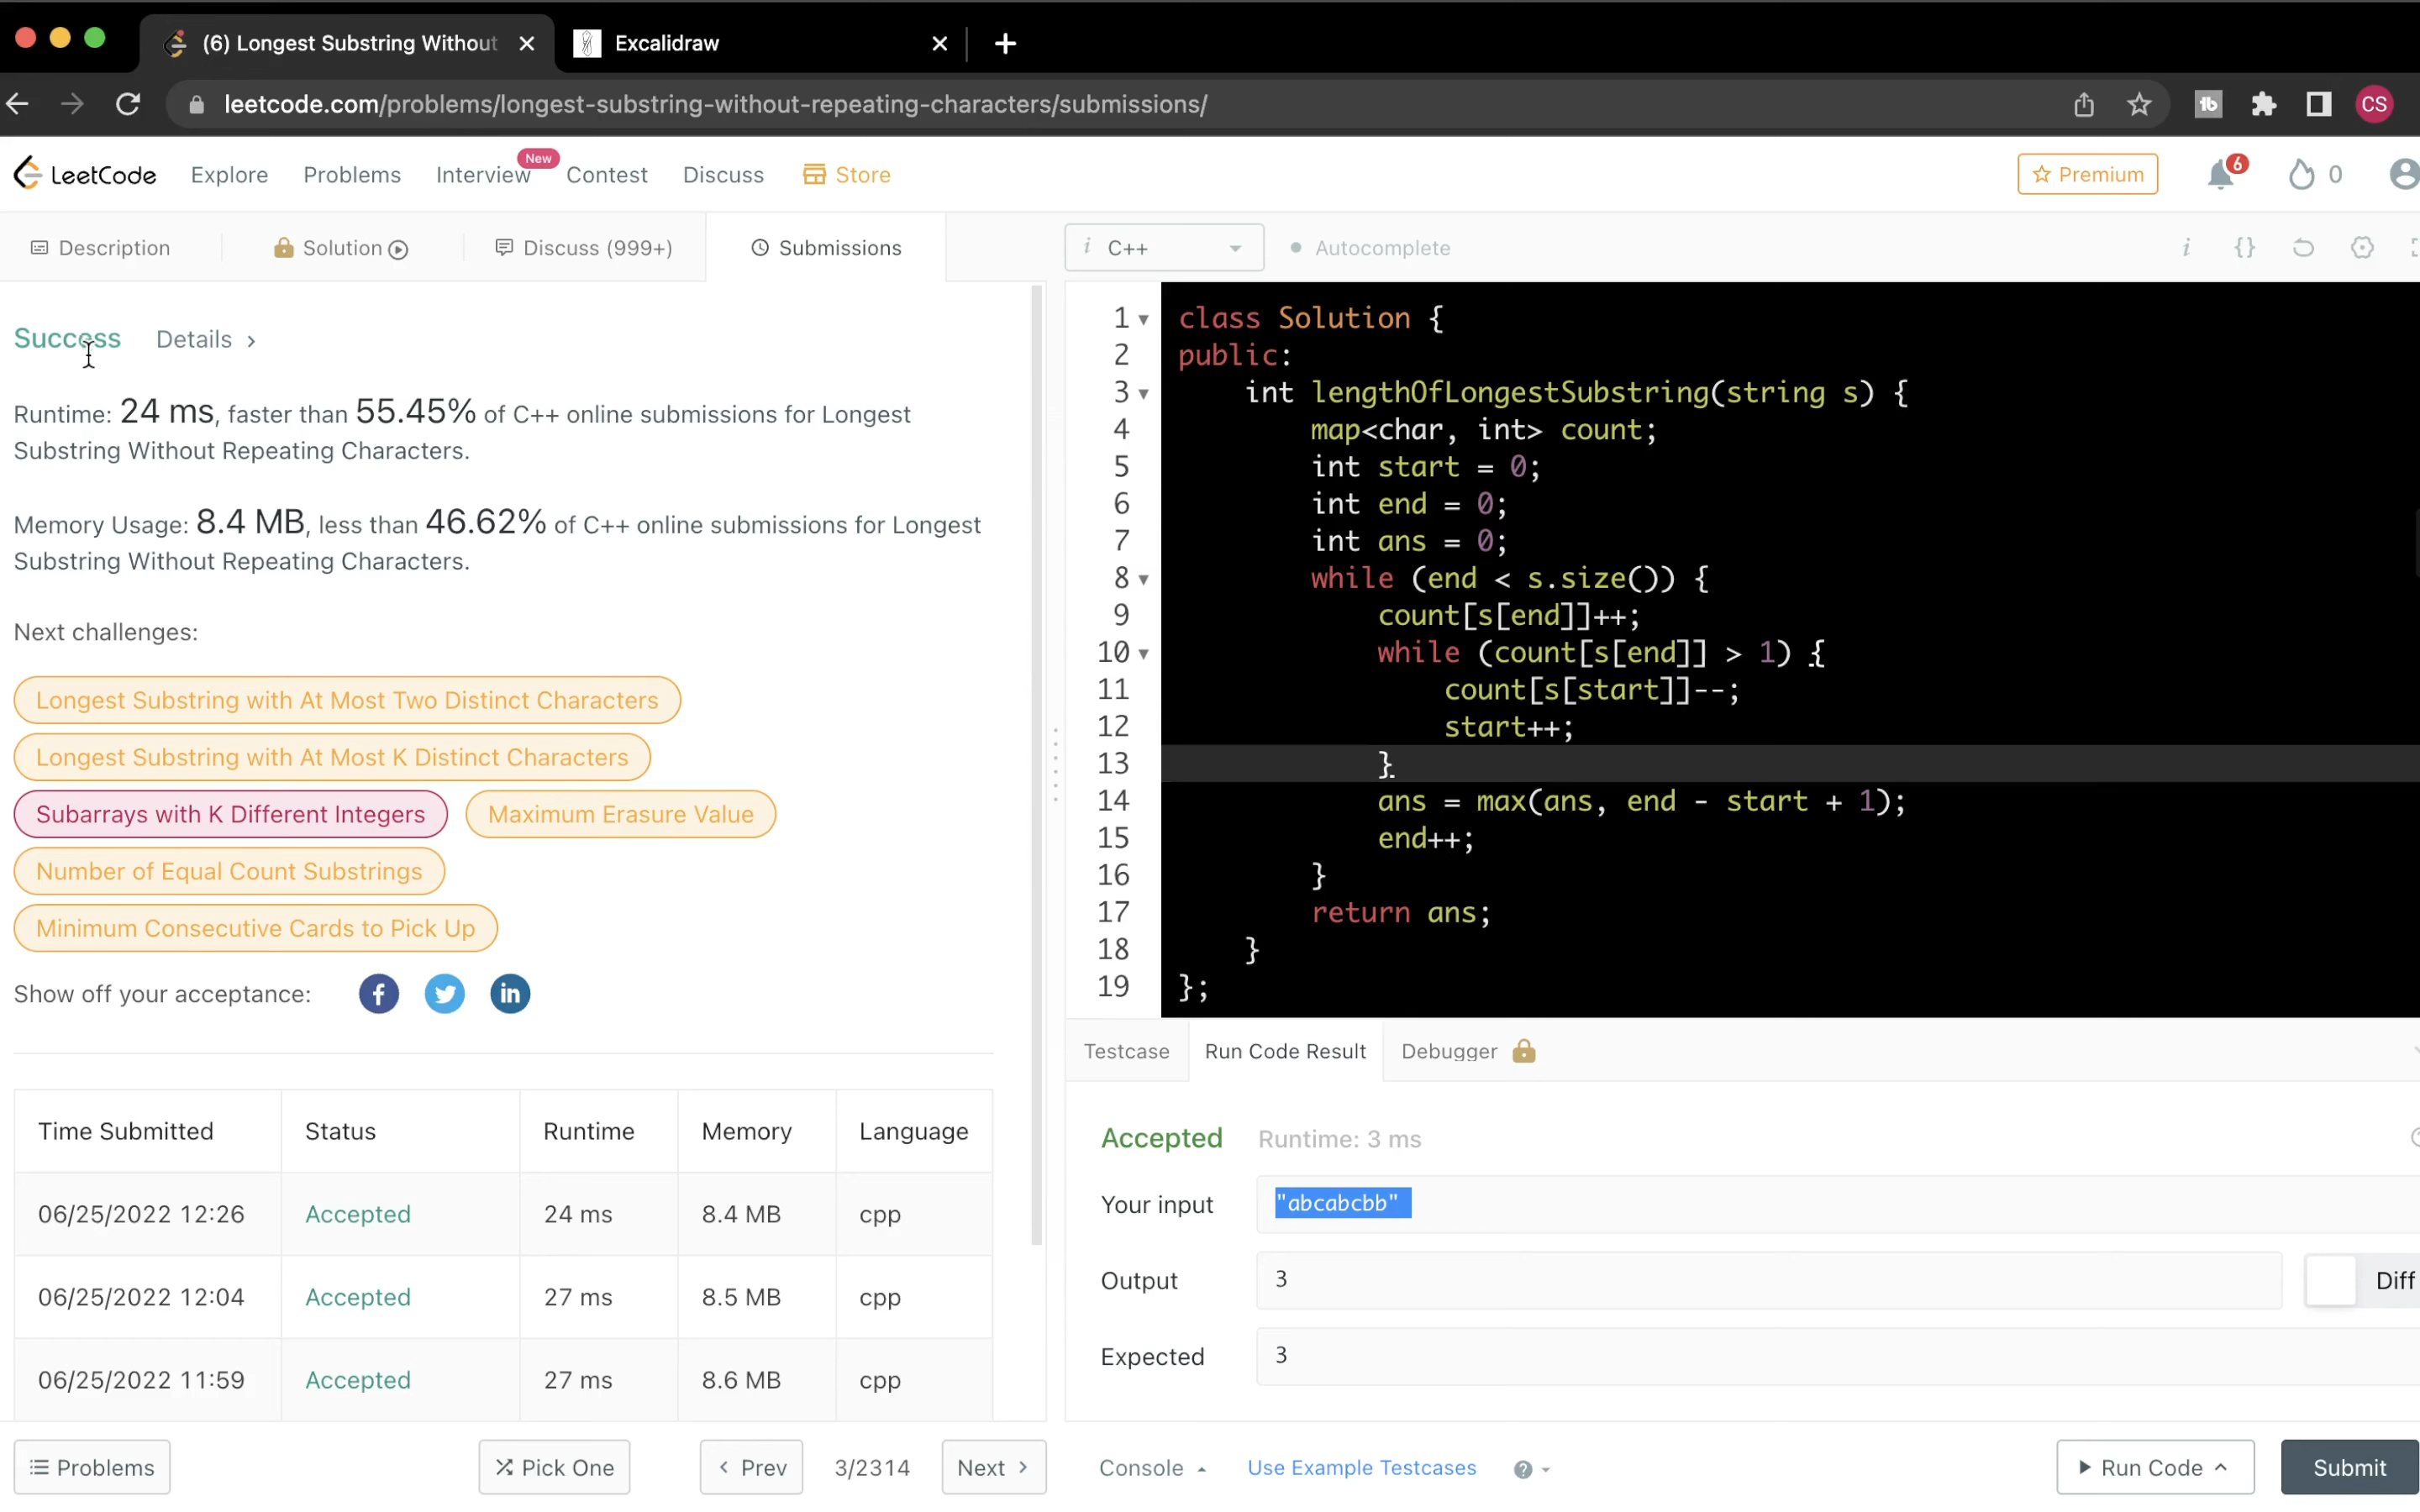 (6) Longest Substring Without
Excalidraw
leetcode.com/problems/longest-substring-without-repeating-characters/submissions/
CS
LeetCode Explore Problems Interview New Contest Discuss Store
Premium 6 0
Description Solution Discuss (999+) Submissions
i C++ Autocomplete i {}
Success Details >
Runtime: 24 ms, faster than 55.45% of C++ online submissions for Longest
Substring Without Repeating Characters.
Memory Usage: 8.4 MB, less than 46.62% of C++ online submissions for Longest
Substring Without Repeating Characters.
Next challenges:
Longest Substring with At Most Two Distinct Characters
Longest Substring with At Most K Distinct Characters
Subarrays with K Different Integers Maximum Erasure Value
Number of Equal Count Substrings
Minimum Consecutive Cards to Pick Up
Show off your acceptance:
Time Submitted Status Runtime Memory Language
06/25/2022 12:26 Accepted 24 ms 8.4 MB cpp
06/25/2022 12:04 Accepted 27 ms 8.5 MB cpp
06/25/2022 11:59 Accepted 27 ms 8.6 MB cpp
Problems Pick One < Prev 3/2314 Next >
1 class Solution {
2 public:
3 int lengthOfLongestSubstring(string s) {
4 map<char, int> count;
5 int start = 0;
6 int end = 0;
7 int ans = 0;
8 while (end < s.size()) {
9 count[s[end]]++;
10 while (count[s[end]] > 1) {
11 count[s[start]]--;
12 start++;
13 }
14 ans = max(ans, end - start + 1);
15 end++;
16 }
17 return ans;
18 }
19 };
Testcase Run Code Result Debugger
Accepted Runtime: 3 ms
Your input "abcabcbb"
Output 3 Diff
Expected 3
Console Use Example Testcases ? Run Code Submit